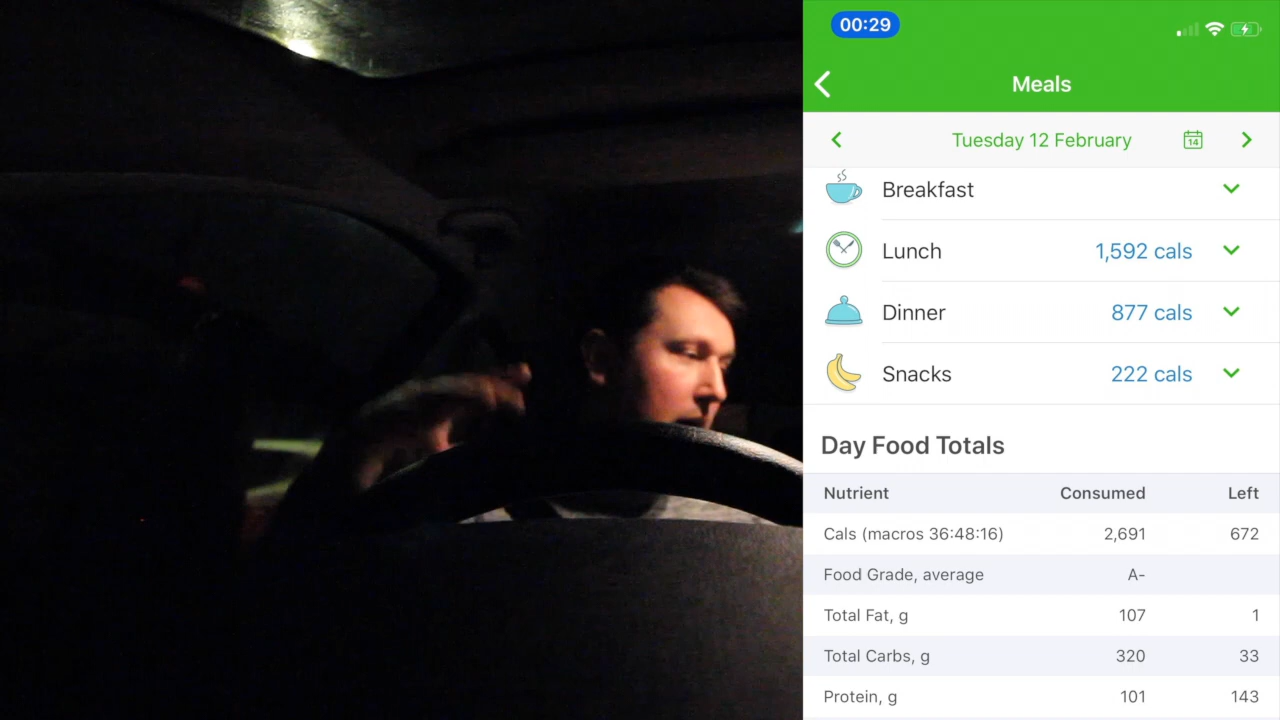 00:29
Meals
Tuesday 12 February
14
Breakfast
Lunch 1,592 cals
Dinner 877 cals
Snacks 222 cals
Day Food Totals
Nutrient Consumed Left
Cals (macros 36:48:16) 2,691 672
Food Grade, average A-
Total Fat, g 107 1
Total Carbs, g 320 33
Protein, g 101 143